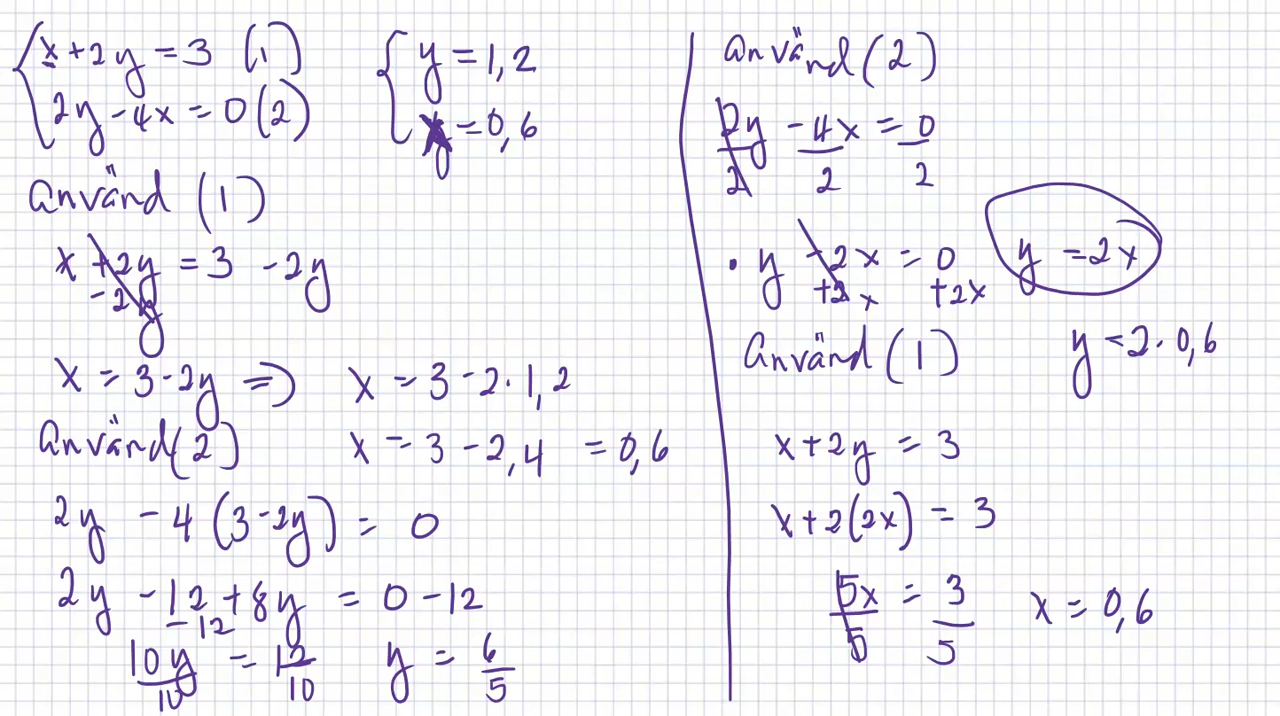 x + 2y = 3 (1)
2y - 4x = 0 (2)
y = 1,2
x = 0,6
Använd (1)
x + 2y = 3 - 2y
- 2y
x = 3 - 2y => x = 3 - 2 · 1,2
Använd (2) x = 3 - 2,4 = 0,6
2y - 4 (3 - 2y) = 0
2y - 12 + 8y = 0 - 12
- 12
10y/10 = 12/10 y = 6/5
Använd (2)
2y/2 - 4x/2 = 0/2
· y - 2x = 0 y = 2x
+2x +2x
Använd (1) y = 2 · 0,6
x + 2y = 3
x + 2(2x) = 3
5x/5 = 3/5 x = 0,6